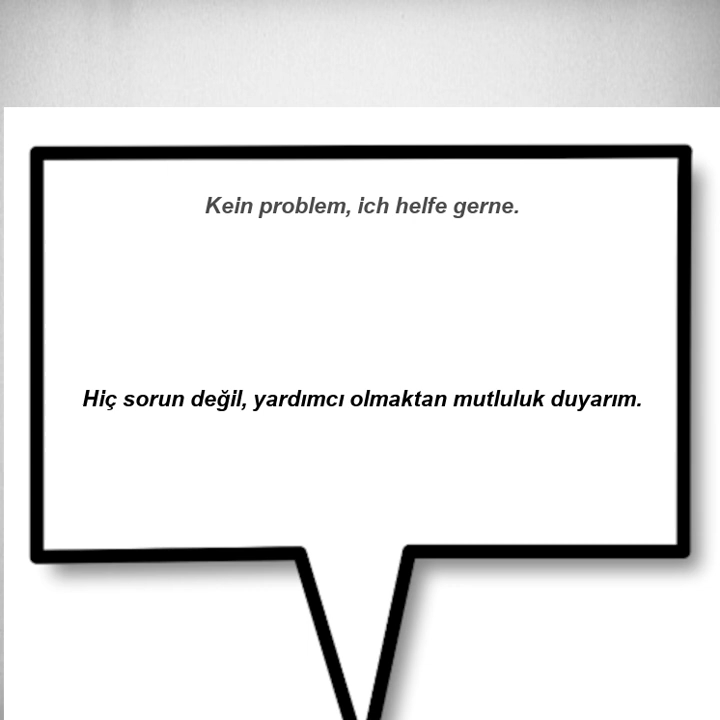 Kein problem, ich helfe gerne.
Hiç sorun değil, yardımcı olmaktan mutluluk duyarım.